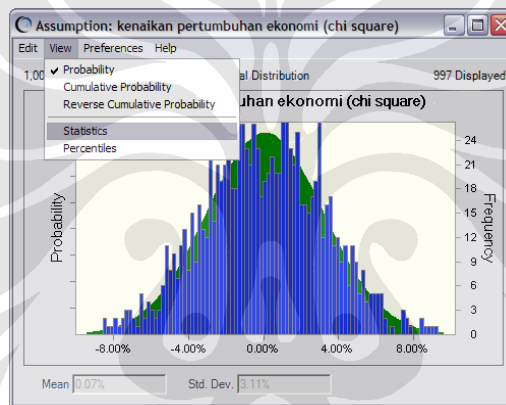 Assumption: kenaikan pertumbuhan ekonomi (chi square)
Edit View Preferences Help
Probability
Cumulative Probability
Reverse Cumulative Probability
Statistics
Percentiles
1,00 al Distribution 997 Displayed
uhan ekonomi (chi square)
Probability
Frequency
24
21
18
15
12
9
6
3
0
-8.00% -4.00% 0.00% 4.00% 8.00%
Mean 0.07% Std. Dev. 3.11%